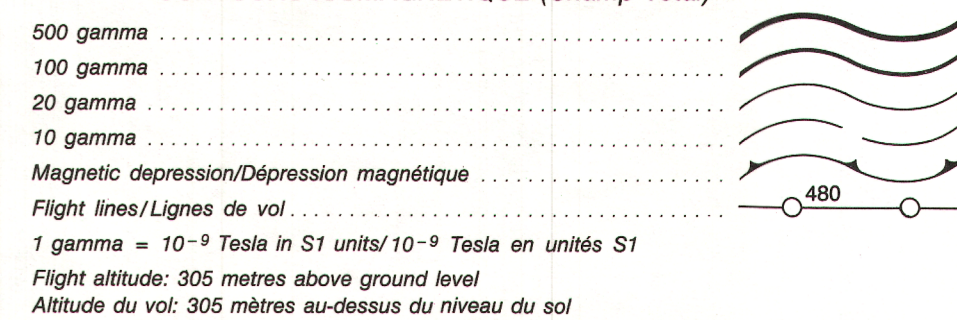 (Champ Total)
500 gamma
100 gamma
20 gamma
10 gamma
Magnetic depression/Dépression magnétique
Flight lines/Lignes de vol
480
1 gamma = 10⁻⁹ Tesla in S1 units/10⁻⁹ Tesla en unités S1
Flight altitude: 305 metres above ground level
Altitude du vol: 305 mètres au-dessus du niveau du sol